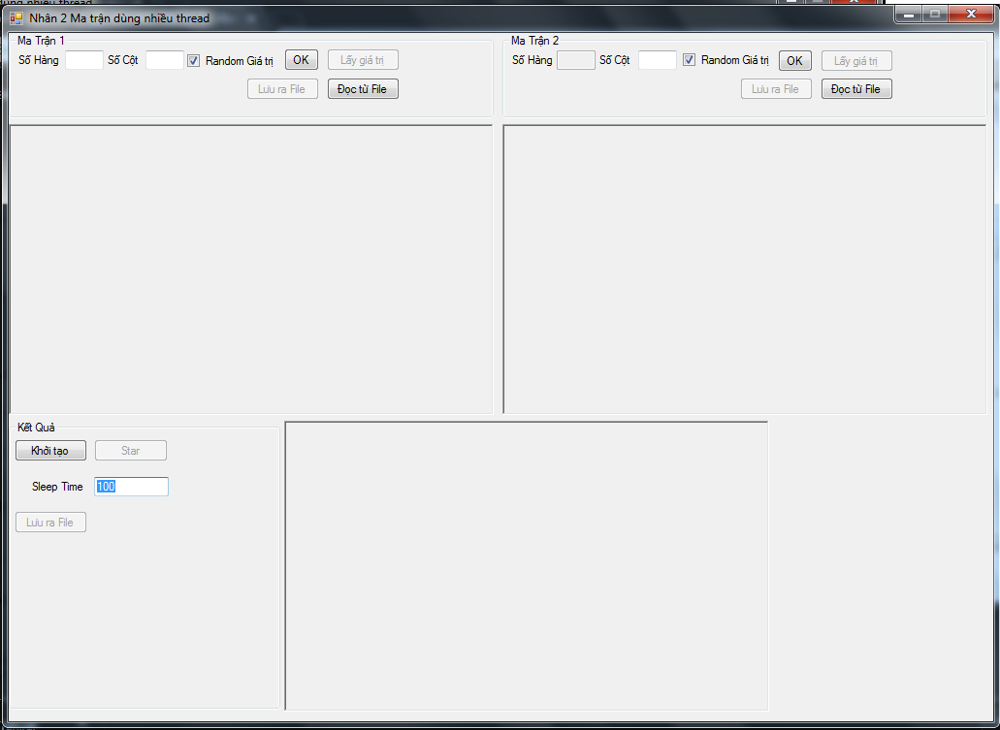 dùng nhiều thread
Nhân 2 Ma trận dùng nhiều thread
Ma Trận 1
Số Hàng Số Cột Random Giá trị OK Lấy giá trị
Lưu ra File Đọc từ File
Ma Trận 2
Số Hàng Số Cột Random Giá trị OK Lấy giá trị
Lưu ra File Đọc từ File
Kết Quả
Khởi tạo Star
Sleep Time 100
Lưu ra File